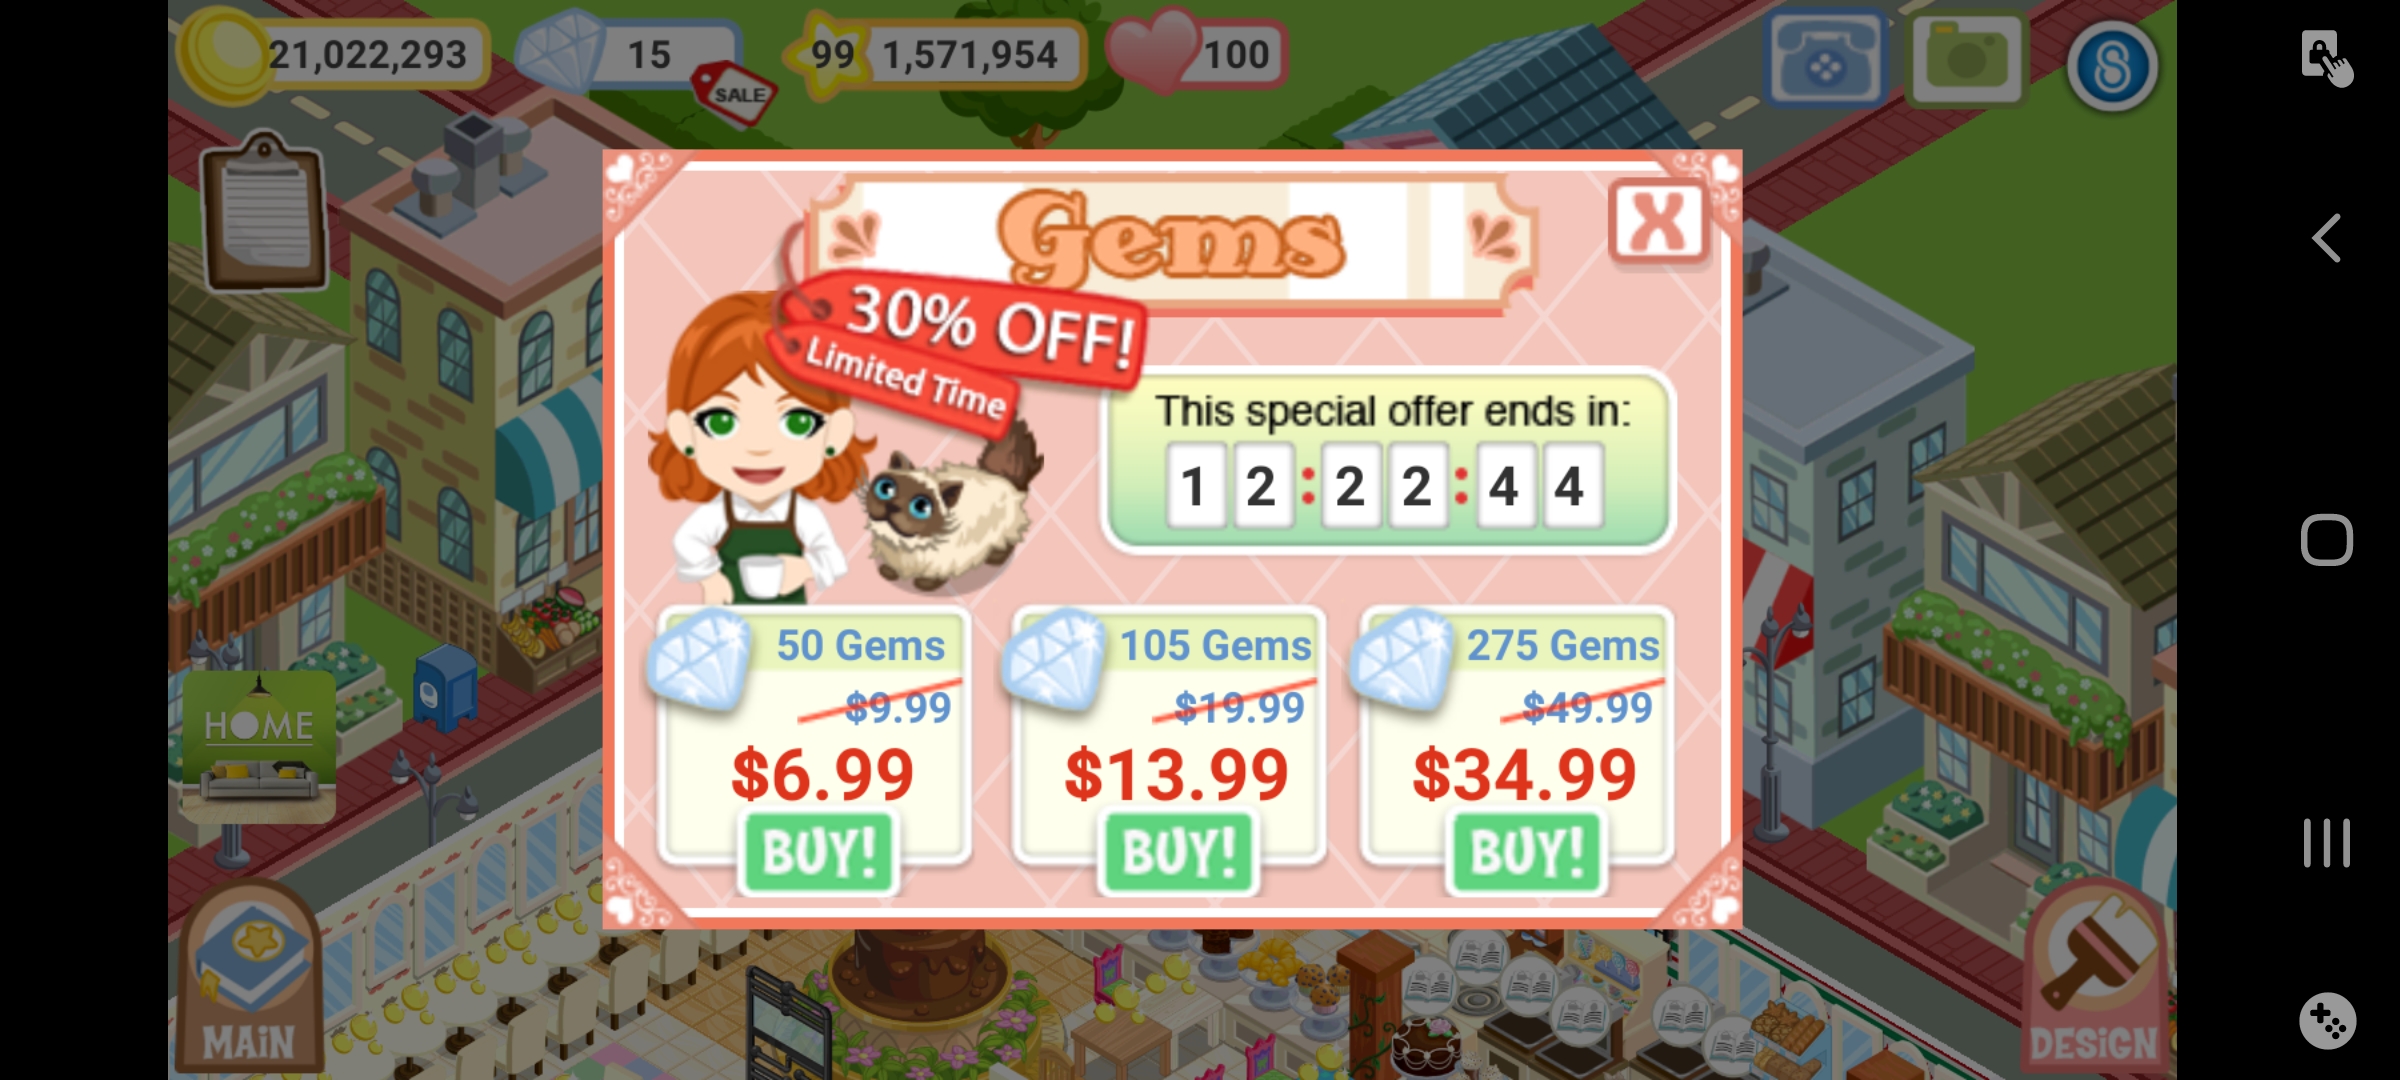 21,022,293
15
SALE
99
1,571,954
100
Gems
X
30% OFF!
Limited Time
This special offer ends in:
12:22:44
50 Gems
$9.99
$6.99
BUY!
105 Gems
$19.99
$13.99
BUY!
275 Gems
$49.99
$34.99
BUY!
HOME
MAiN
DESiGN